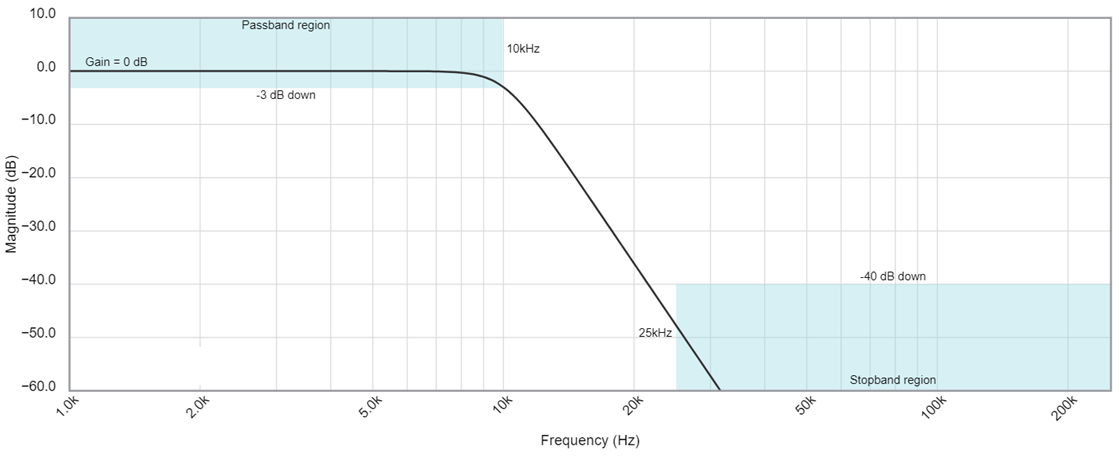 10.0
Passband region
10kHz
Gain = 0 dB
0.0
-3 dB down
−10.0
−20.0
Magnitude (dB)
−30.0
−40.0
-40 dB down
25kHz
−50.0
Stopband region
−60.0
1.0k 2.0k 5.0k 10k 20k 50k 100k 200k
Frequency (Hz)